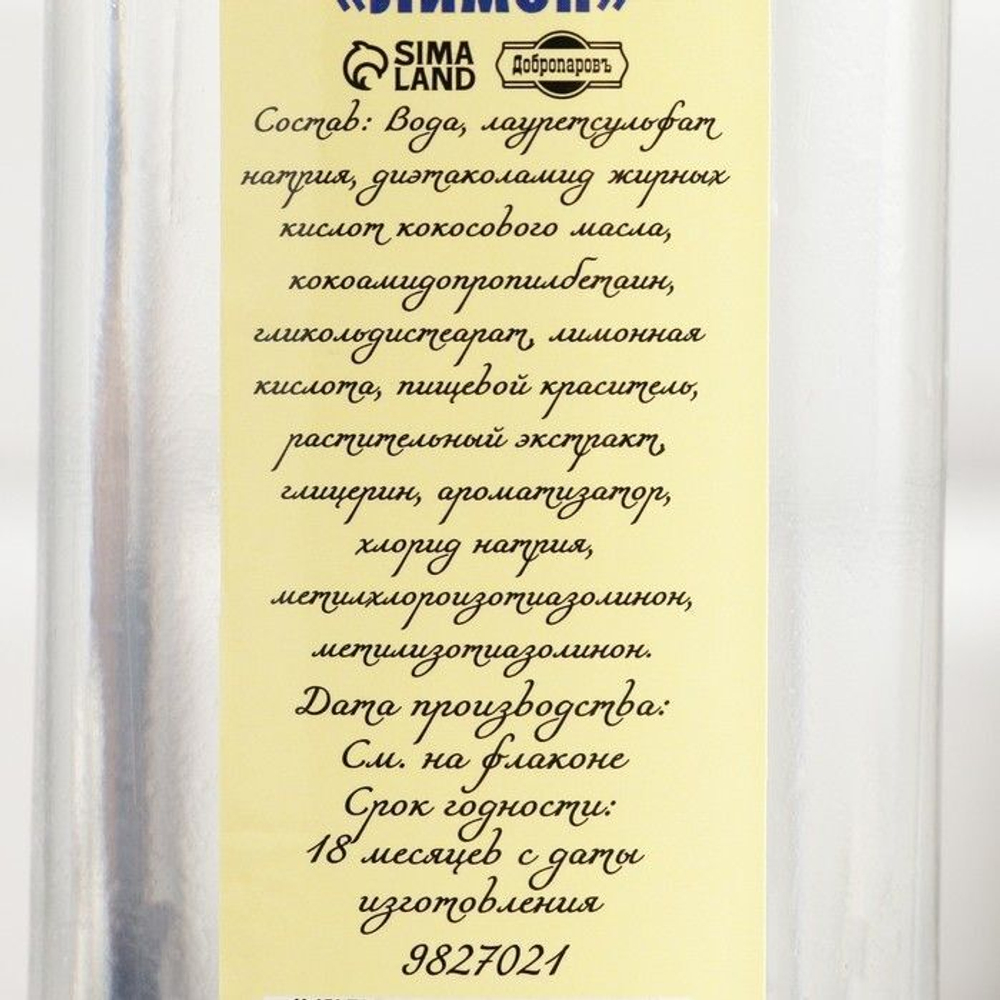 «ЛИМОН»
SIMA LAND
Добропаровъ
Состав: Вода, лауретсульфат
натрия, диэтаколамид жирных
кислот кокосового масла,
кокоамидопропилбетаин,
гликольдистеарат, лимонная
кислота, пищевой краситель,
растительный экстракт,
глицерин, ароматизатор,
хлорид натрия,
метилхлороизотиазолинон,
метилизотиазолинон.
Дата производства:
См. на флаконе
Срок годности:
18 месяцев с даты
изготовления
9827021